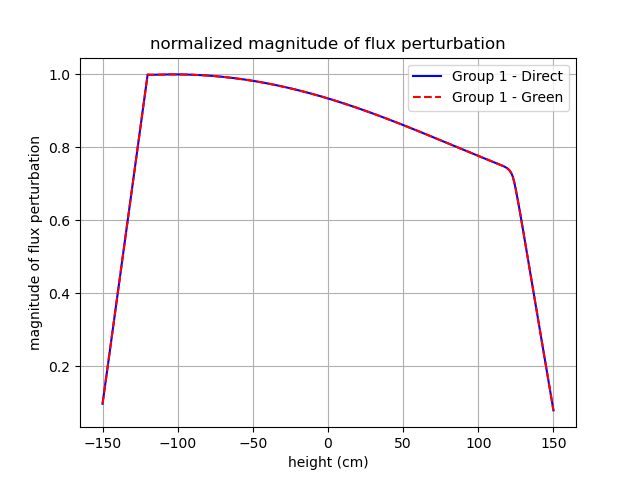 normalized magnitude of flux perturbation
Group 1 - Direct
Group 1 - Green
magnitude of flux perturbation
1.0
0.8
0.6
0.4
0.2
−150
−100
−50
0
50
100
150
height (cm)